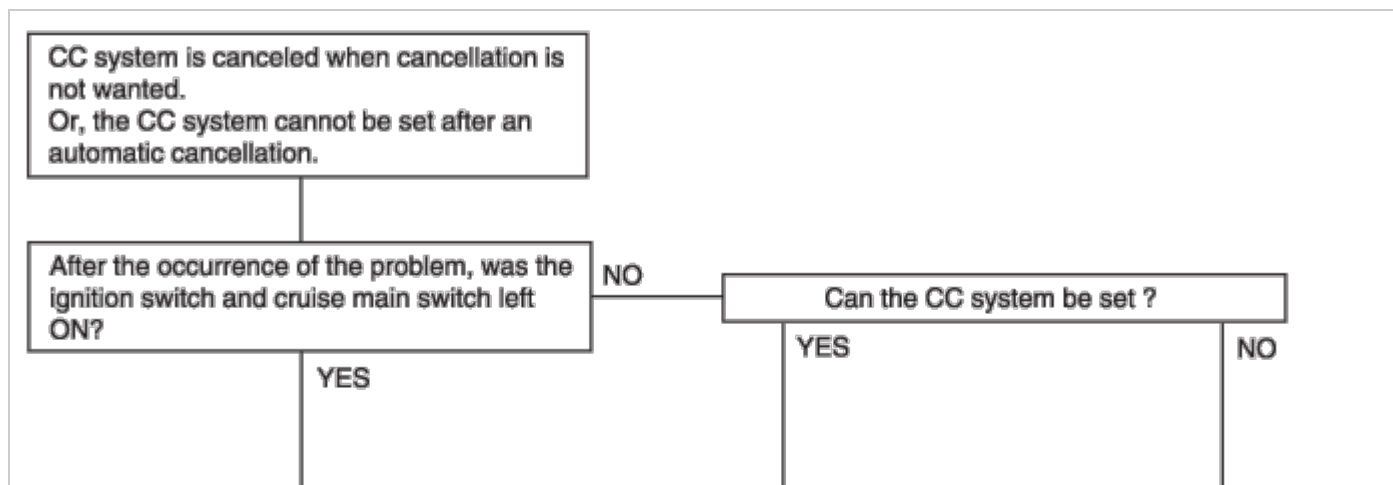 CC system is canceled when cancellation is
not wanted.
Or, the CC system cannot be set after an
automatic cancellation.
After the occurrence of the problem, was the
ignition switch and cruise main switch left
ON?
NO
Can the CC system be set ?
YES
NO
YES